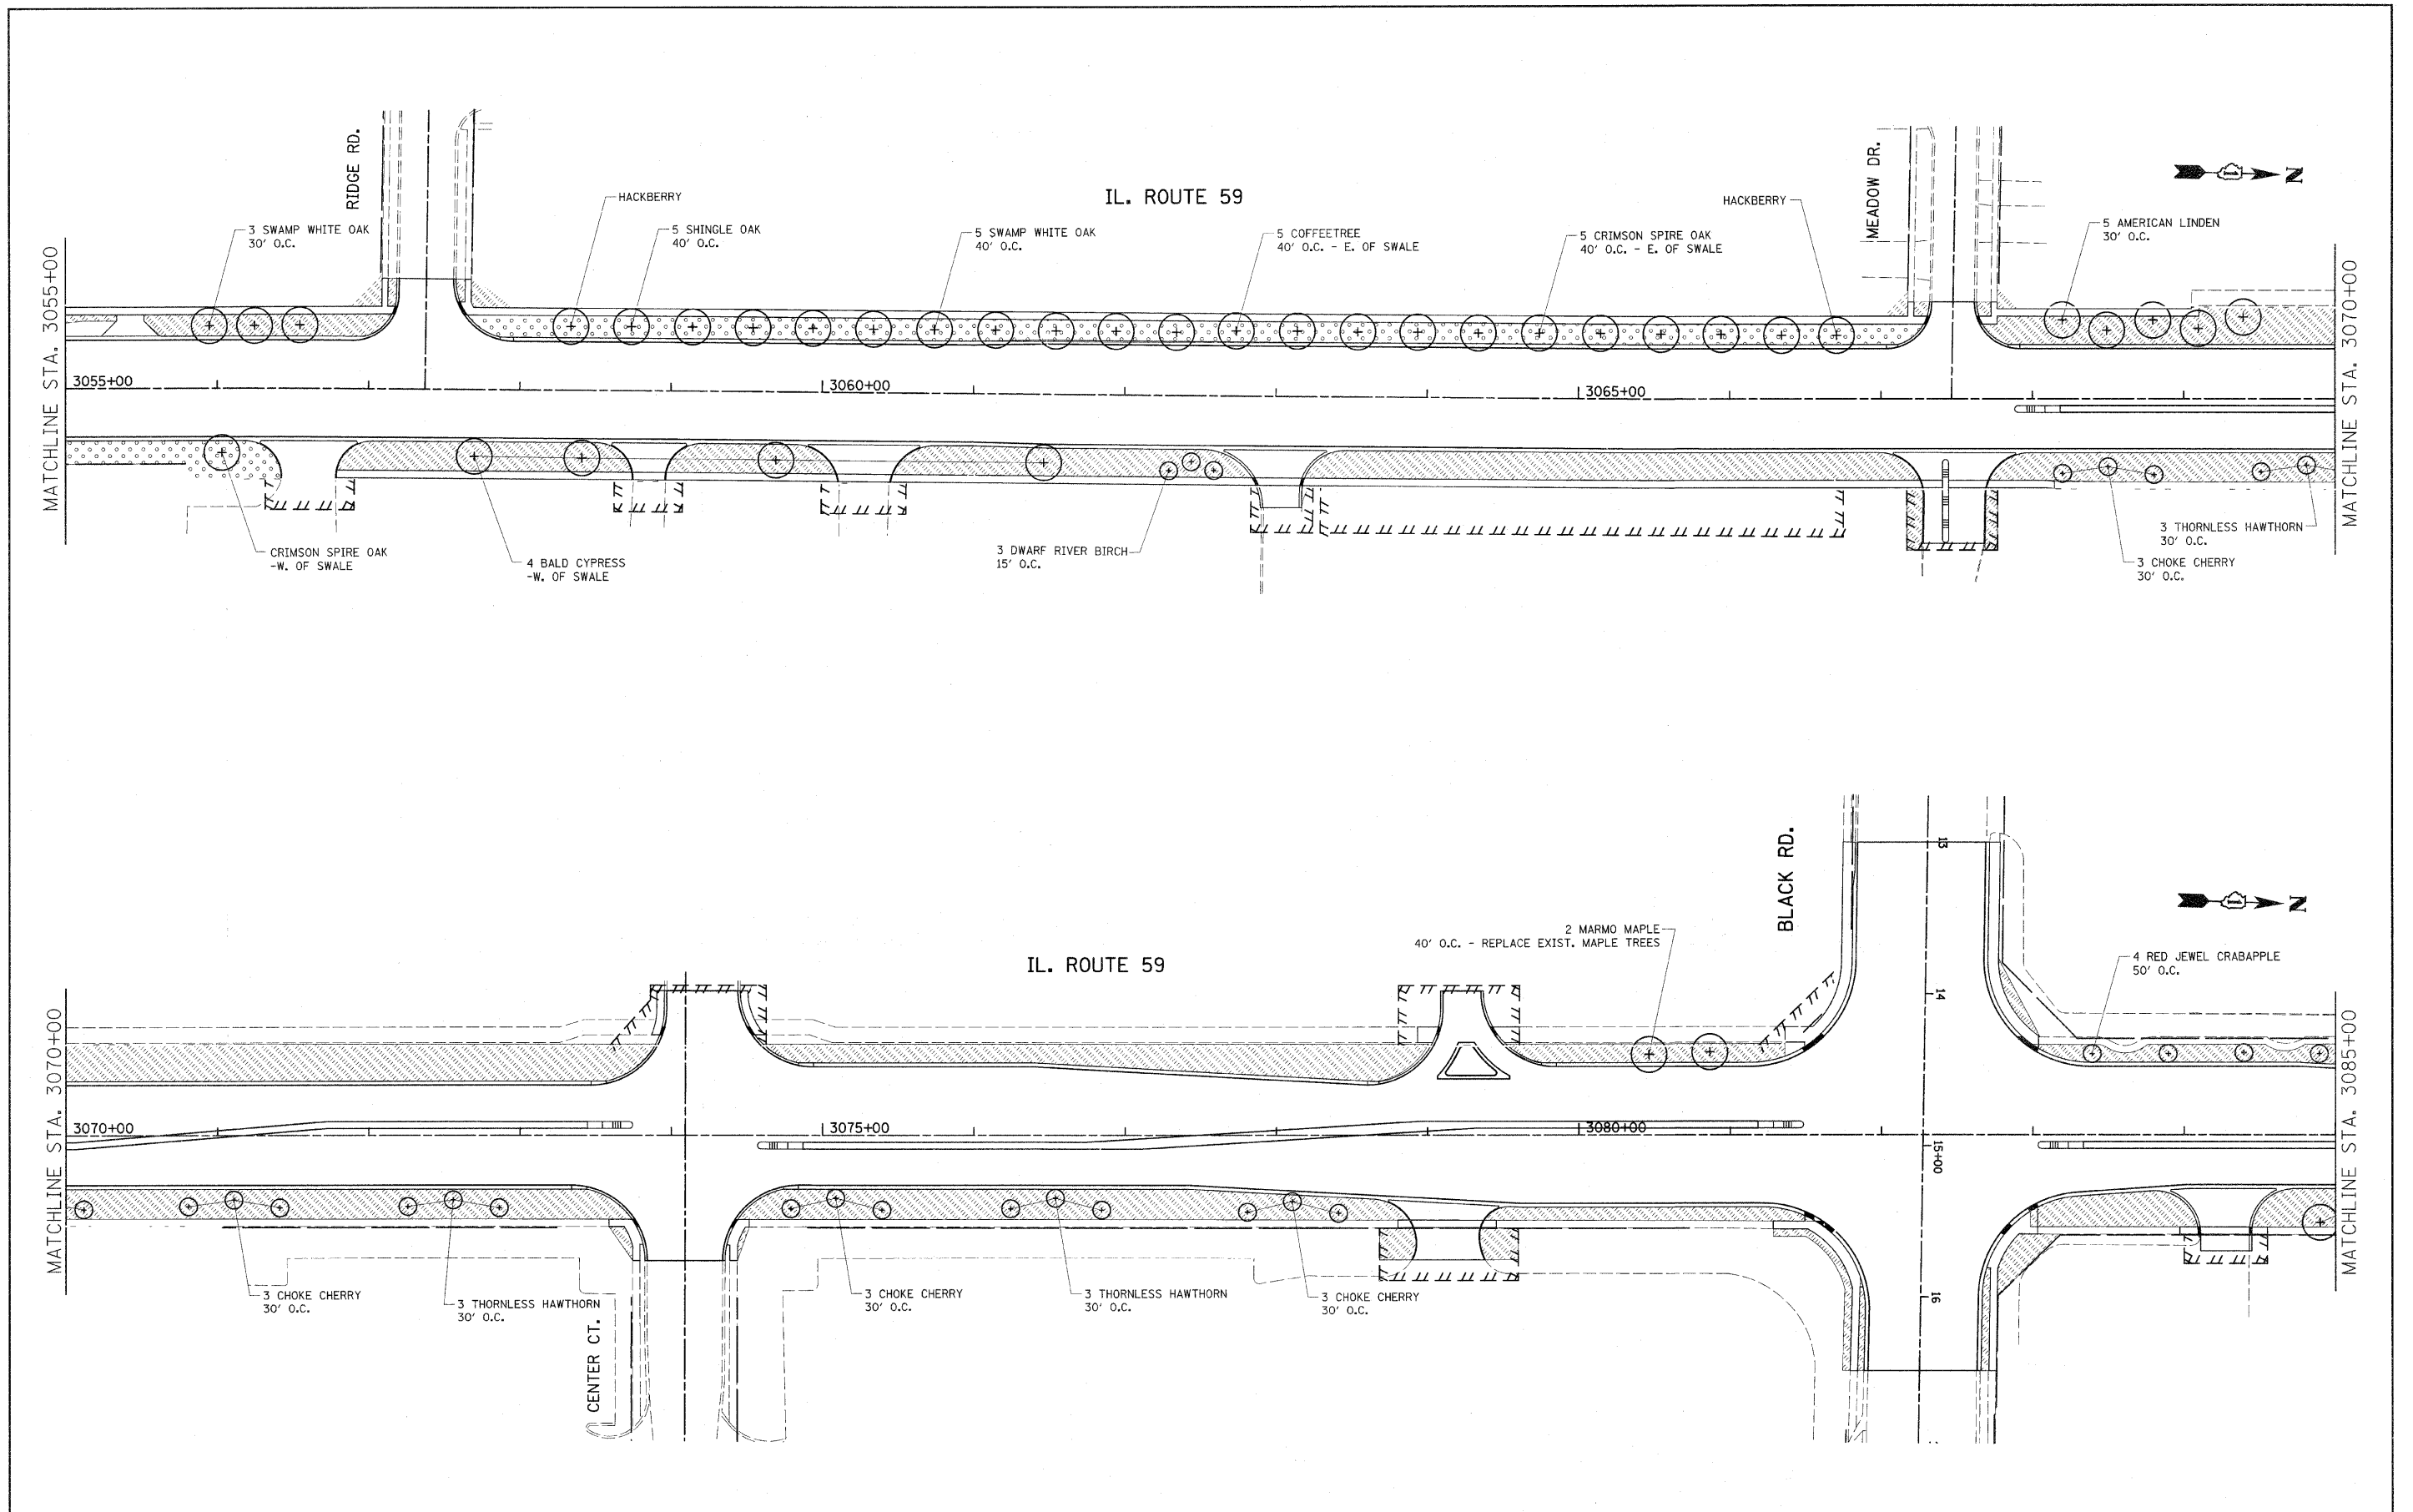 RIDGE RD.
HACKBERRY
IL. ROUTE 59
HACKBERRY
MEADOW DR.
N
3 SWAMP WHITE OAK
30' O.C.
5 SHINGLE OAK
40' O.C.
5 SWAMP WHITE OAK
40' O.C.
5 COFFEETREE
40' O.C. - E. OF SWALE
5 CRIMSON SPIRE OAK
40' O.C. - E. OF SWALE
5 AMERICAN LINDEN
30' O.C.
MATCHLINE STA. 3055+00
3055+00
3060+00
3065+00
MATCHLINE STA. 3070+00
CRIMSON SPIRE OAK
-W. OF SWALE
4 BALD CYPRESS
-W. OF SWALE
3 DWARF RIVER BIRCH
15' O.C.
3 THORNLESS HAWTHORN
30' O.C.
3 CHOKE CHERRY
30' O.C.
BLACK RD.
13
N
2 MARMO MAPLE
40' O.C. - REPLACE EXIST. MAPLE TREES
IL. ROUTE 59
4 RED JEWEL CRABAPPLE
50' O.C.
14
MATCHLINE STA. 3070+00
3070+00
3075+00
3080+00
15+00
MATCHLINE STA. 3085+00
3 CHOKE CHERRY
30' O.C.
3 THORNLESS HAWTHORN
30' O.C.
CENTER CT.
3 CHOKE CHERRY
30' O.C.
3 THORNLESS HAWTHORN
30' O.C.
3 CHOKE CHERRY
30' O.C.
16